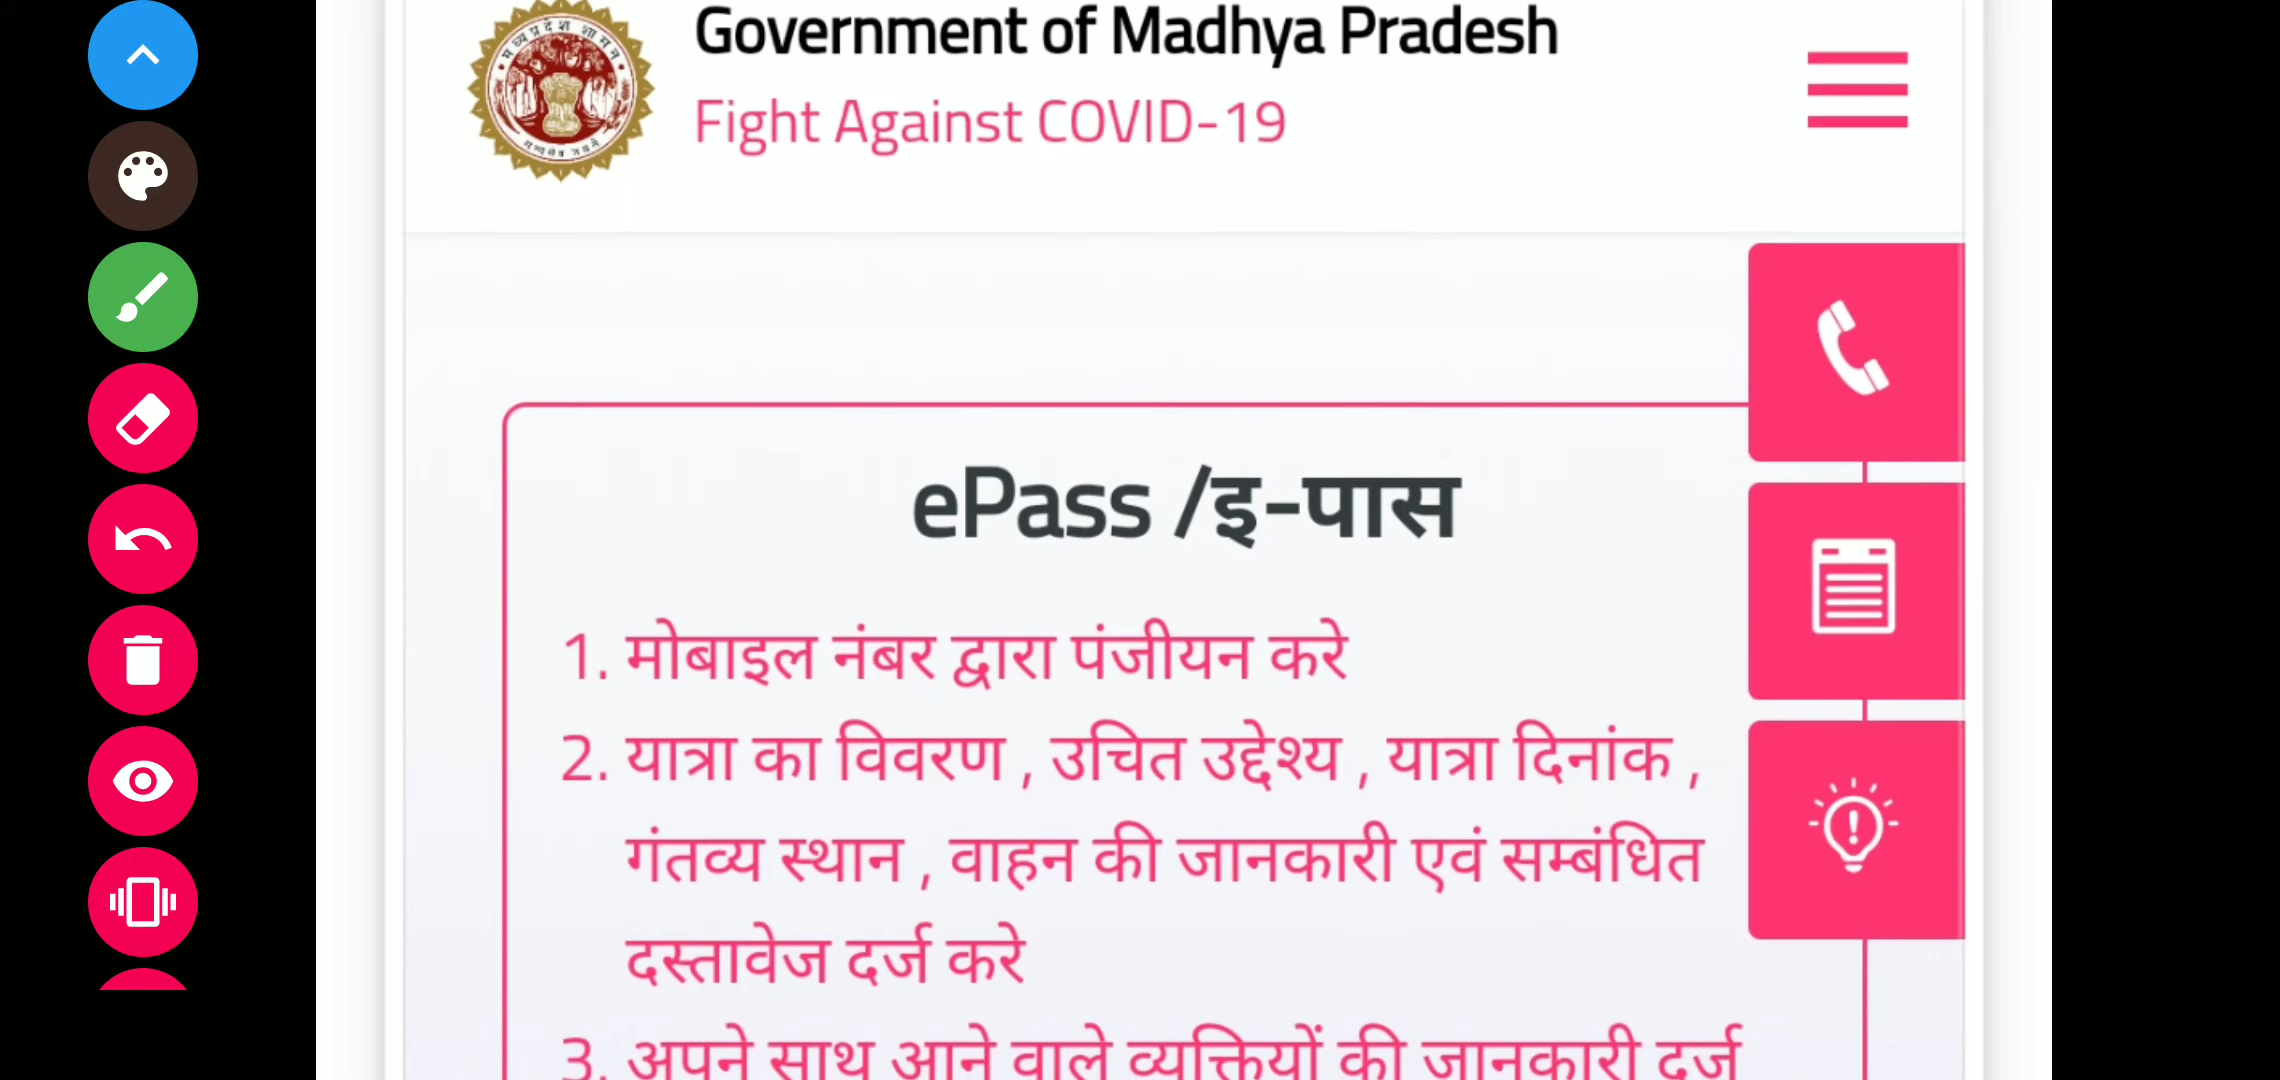 Government of Madhya Pradesh
Fight Against COVID-19
ePass /इ-पास
1. मोबाइल नंबर द्वारा पंजीयन करे
2. यात्रा का विवरण , उचित उद्देश्य , यात्रा दिनांक ,
गंतव्य स्थान , वाहन की जानकारी एवं सम्बंधित
दस्तावेज दर्ज करे
3. अपने साथ आने वाले व्यक्तियों की जानकारी दर्ज